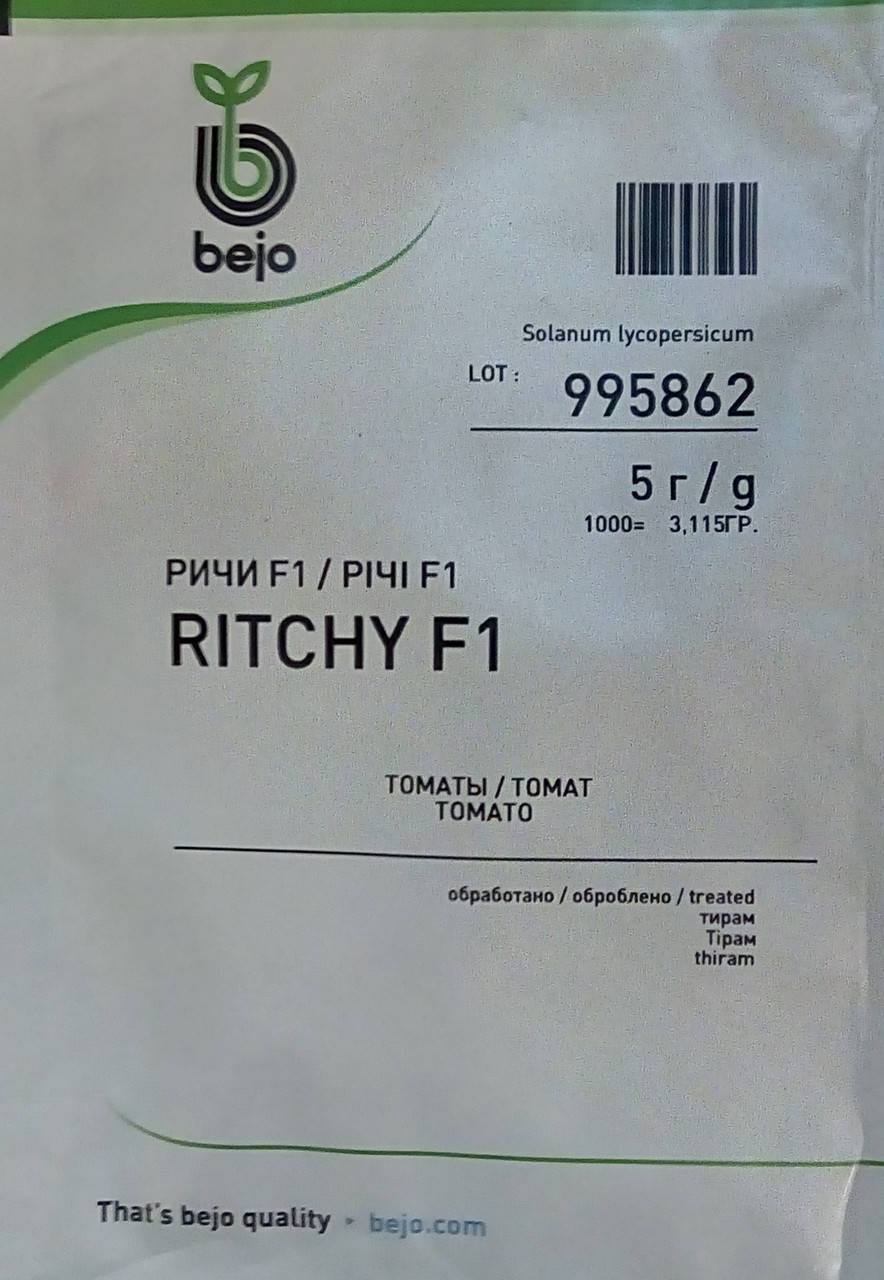 bejo
Solanum lycopersicum
LOT : 995862
5 г / g
1000= 3,115ГР.
РИЧИ F1 / РІЧІ F1
RITCHY F1
ТОМАТЫ / ТОМАТ
TOMATO
обработано / оброблено / treated
тирам
Тірам
thiram
That's bejo quality ▸ bejo.com